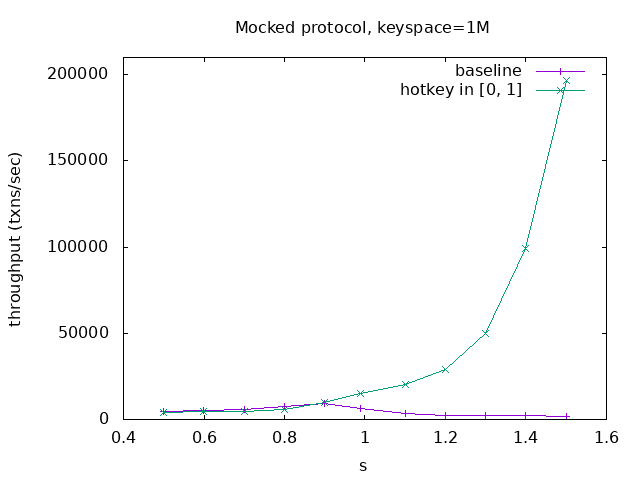 Mocked protocol, keyspace=1M
baseline
hotkey in [0, 1]
throughput (txns/sec)
200000
150000
100000
50000
0
0.4 0.6 0.8 1 1.2 1.4 1.6
s